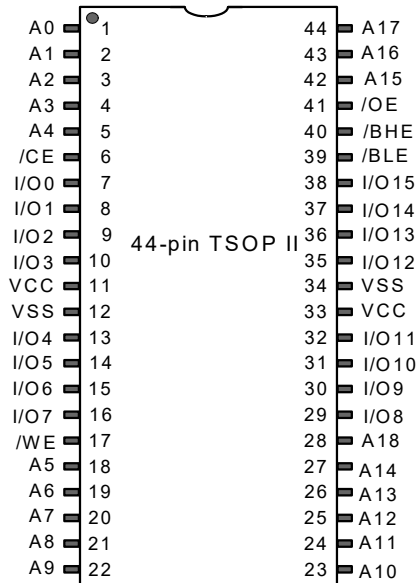 A0 1 44 A17
A1 2 43 A16
A2 3 42 A15
A3 4 41 /OE
A4 5 40 /BHE
/CE 6 39 /BLE
I/O0 7 38 I/O15
I/O1 8 37 I/O14
I/O2 9 36 I/O13
44-pin TSOP II
I/O3 10 35 I/O12
VCC 11 34 VSS
VSS 12 33 VCC
I/O4 13 32 I/O11
I/O5 14 31 I/O10
I/O6 15 30 I/O9
I/O7 16 29 I/O8
/WE 17 28 A18
A5 18 27 A14
A6 19 26 A13
A7 20 25 A12
A8 21 24 A11
A9 22 23 A10